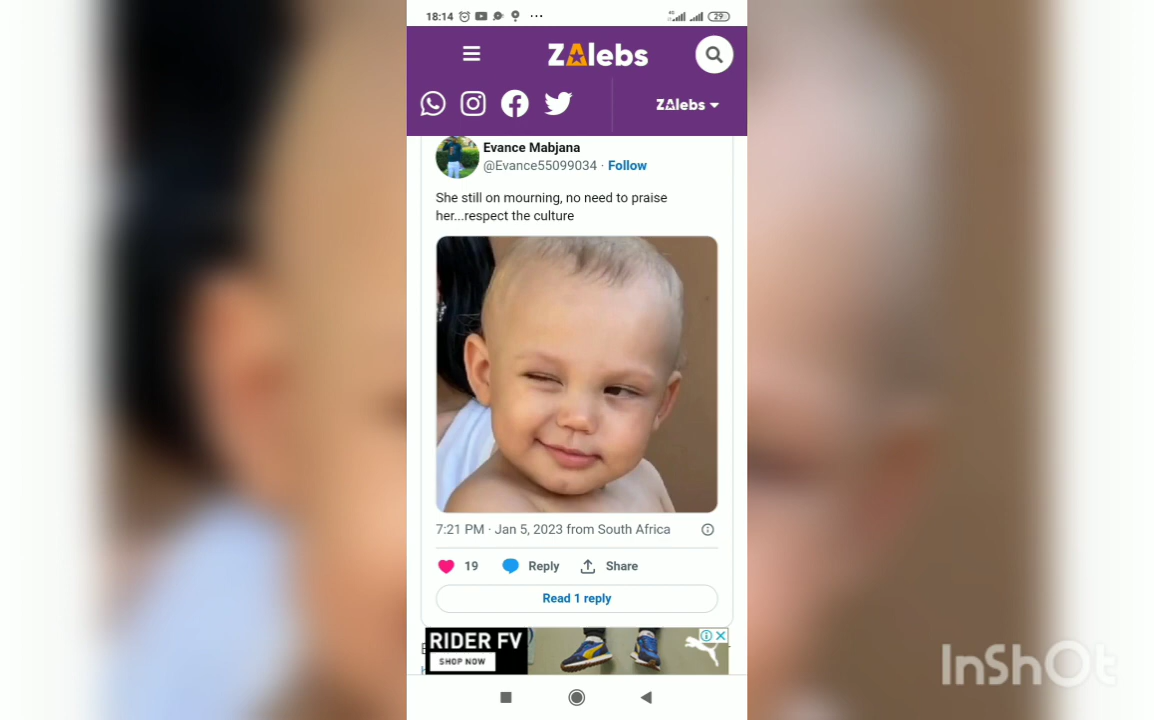 18:14 ... 4G 29
ZAlebs
ZAlebs
Evance Mabjana
@Evance55099034 · Follow
She still on mourning, no need to praise
her...respect the culture
7:21 PM · Jan 5, 2023 from South Africa
19 Reply Share
Read 1 reply
RIDER FV
SHOP NOW
InShOt